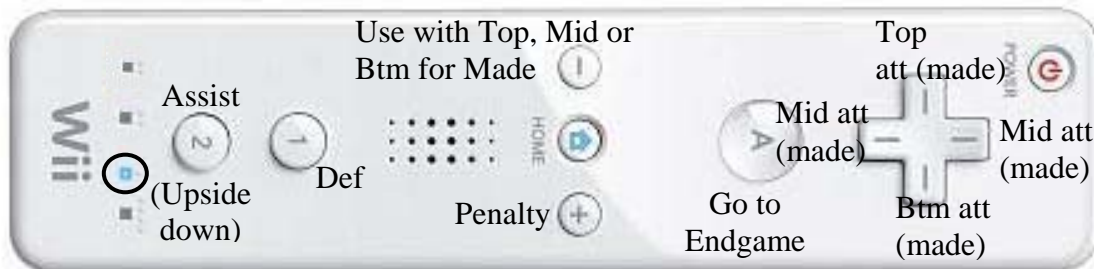 Use with Top, Mid or
Btm for Made
Top
att (made)
POWER
Assist
Mid att
(made)
Mid att
(made)
Wii
2
1
HOME
A
Def
(Upside
down)
Penalty
Go to
Endgame
Btm att
(made)